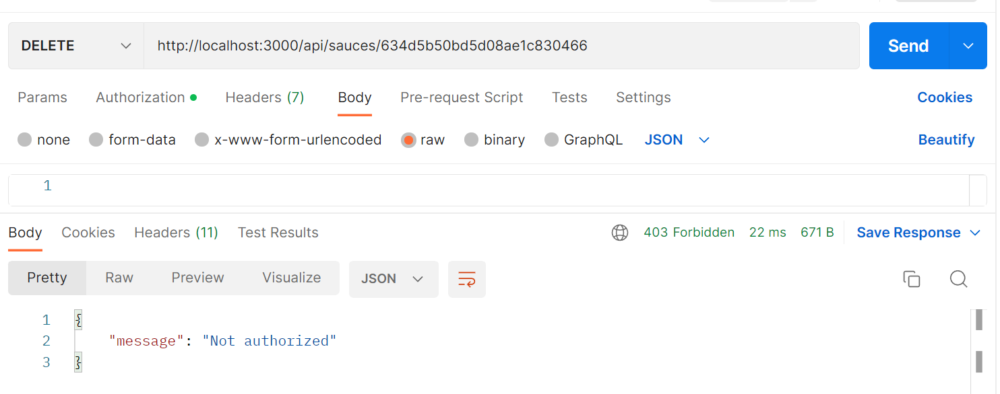 DELETE http://localhost:3000/api/sauces/634d5b50bd5d08ae1c830466 Send
Params Authorization Headers (7) Body Pre-request Script Tests Settings Cookies
none form-data x-www-form-urlencoded raw binary GraphQL JSON Beautify
1
Body Cookies Headers (11) Test Results 403 Forbidden 22 ms 671 B Save Response
Pretty Raw Preview Visualize JSON
1 {
2 "message": "Not authorized"
3 }